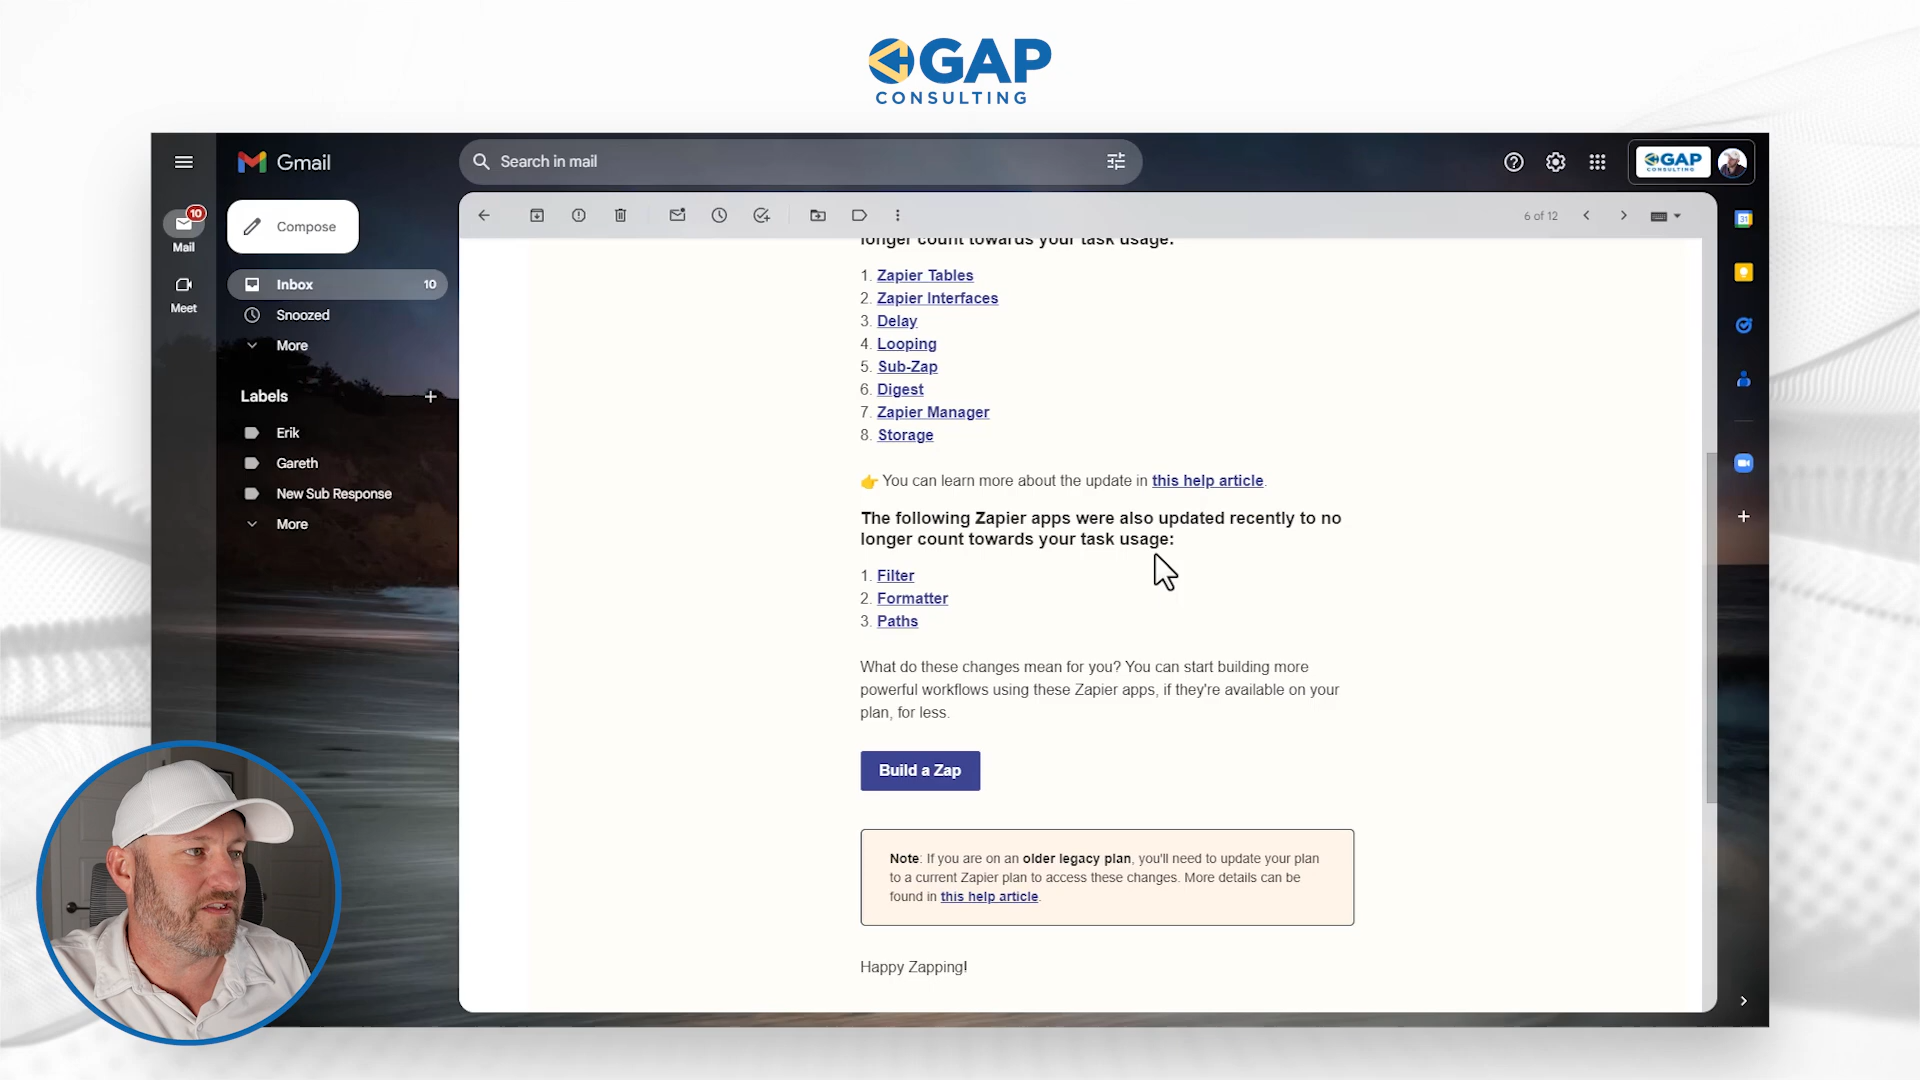 GAP
CONSULTING
Gmail
Search in mail
GAP
CONSULTING
10
Mail
Compose
6 of 12
31
Meet
Inbox 10
Snoozed
More
Labels
Erik
Gareth
New Sub Response
More
longer count towards your task usage:
1. Zapier Tables
2. Zapier Interfaces
3. Delay
4. Looping
5. Sub-Zap
6. Digest
7. Zapier Manager
8. Storage
👉 You can learn more about the update in this help article.
The following Zapier apps were also updated recently to no
longer count towards your task usage:
1. Filter
2. Formatter
3. Paths
What do these changes mean for you? You can start building more
powerful workflows using these Zapier apps, if they're available on your
plan, for less.
Build a Zap
Note: If you are on an older legacy plan, you'll need to update your plan
to a current Zapier plan to access these changes. More details can be
found in this help article.
Happy Zapping!